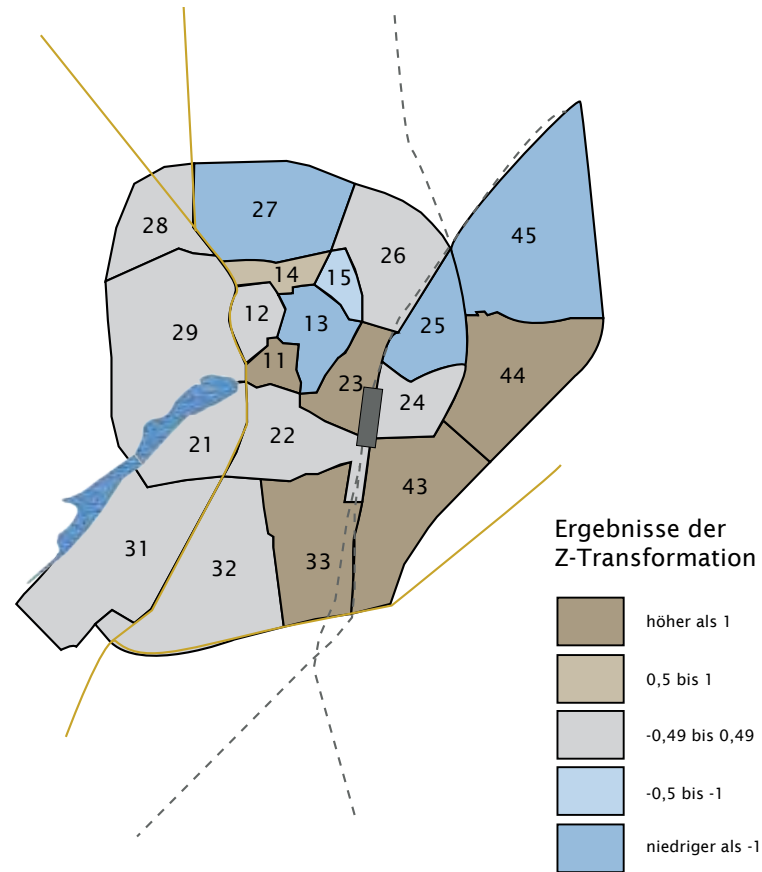 27
28
45
26
14
15
12
13
29
25
11
44
23
24
21
22
43
31
33
32
Ergebnisse der
Z-Transformation
höher als 1
0,5 bis 1
-0,49 bis 0,49
-0,5 bis -1
niedriger als -1